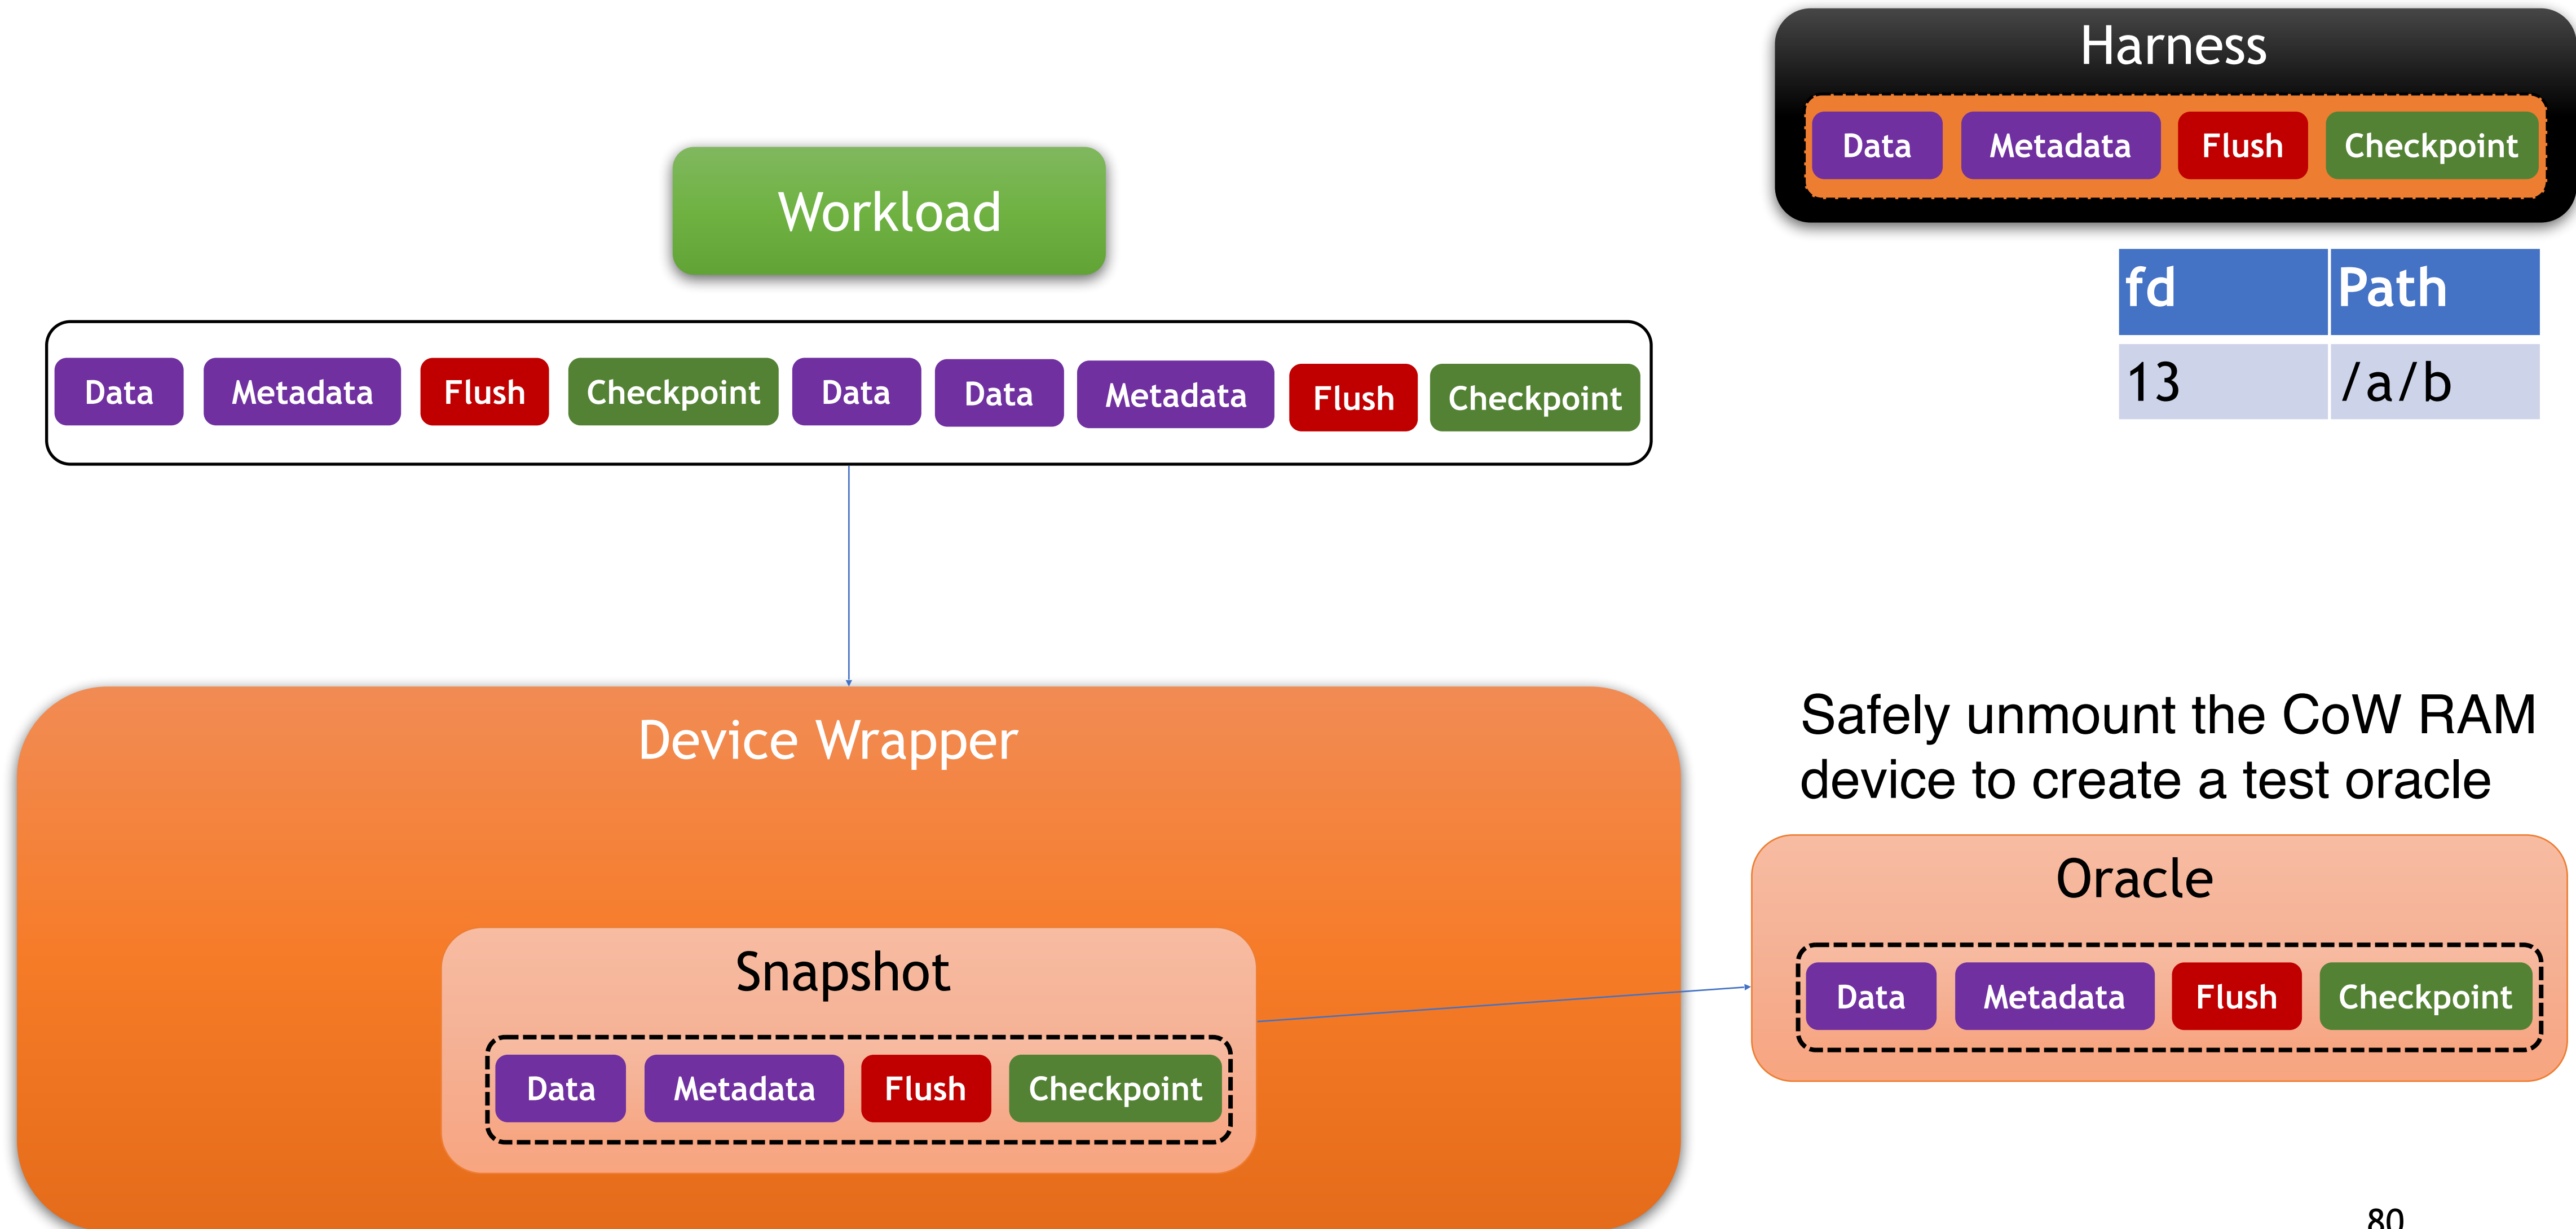 Harness
Data Metadata Flush Checkpoint
Workload
fd Path
13 /a/b
Data Metadata Flush Checkpoint Data Data Metadata Flush Checkpoint
Device Wrapper
Safely unmount the CoW RAM
device to create a test oracle
Oracle
Data Metadata Flush Checkpoint
Snapshot
Data Metadata Flush Checkpoint
80